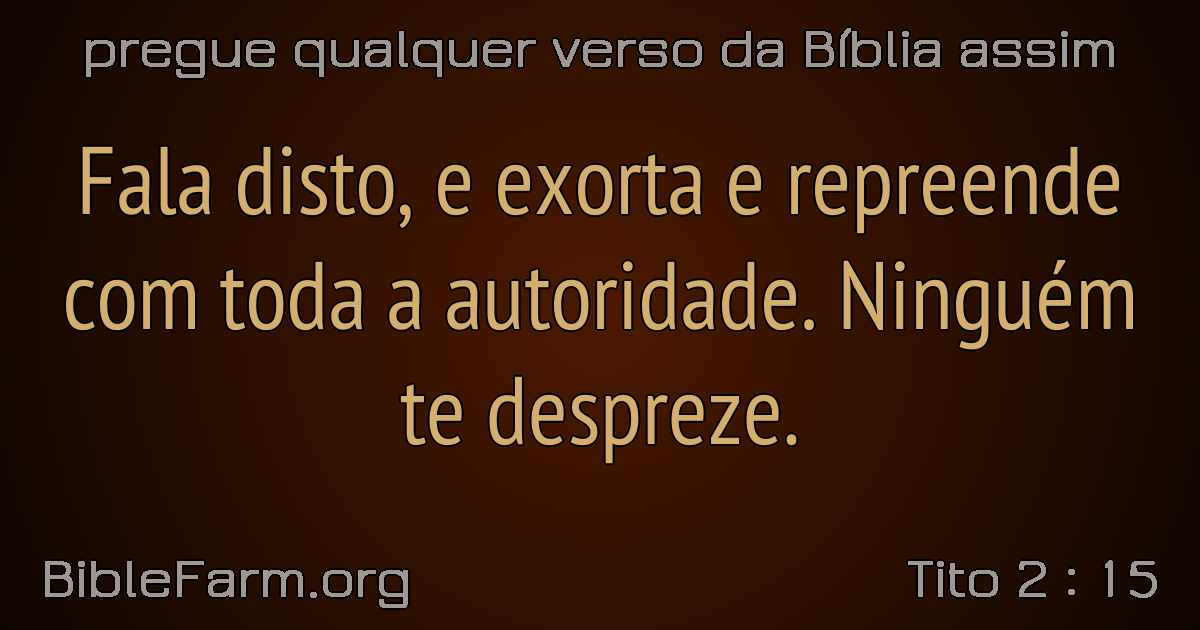 pregue qualquer verso da Bíblia assim
Fala disto, e exorta e repreende
com toda a autoridade. Ninguém
te despreze.
BibleFarm.org
Tito 2 : 15